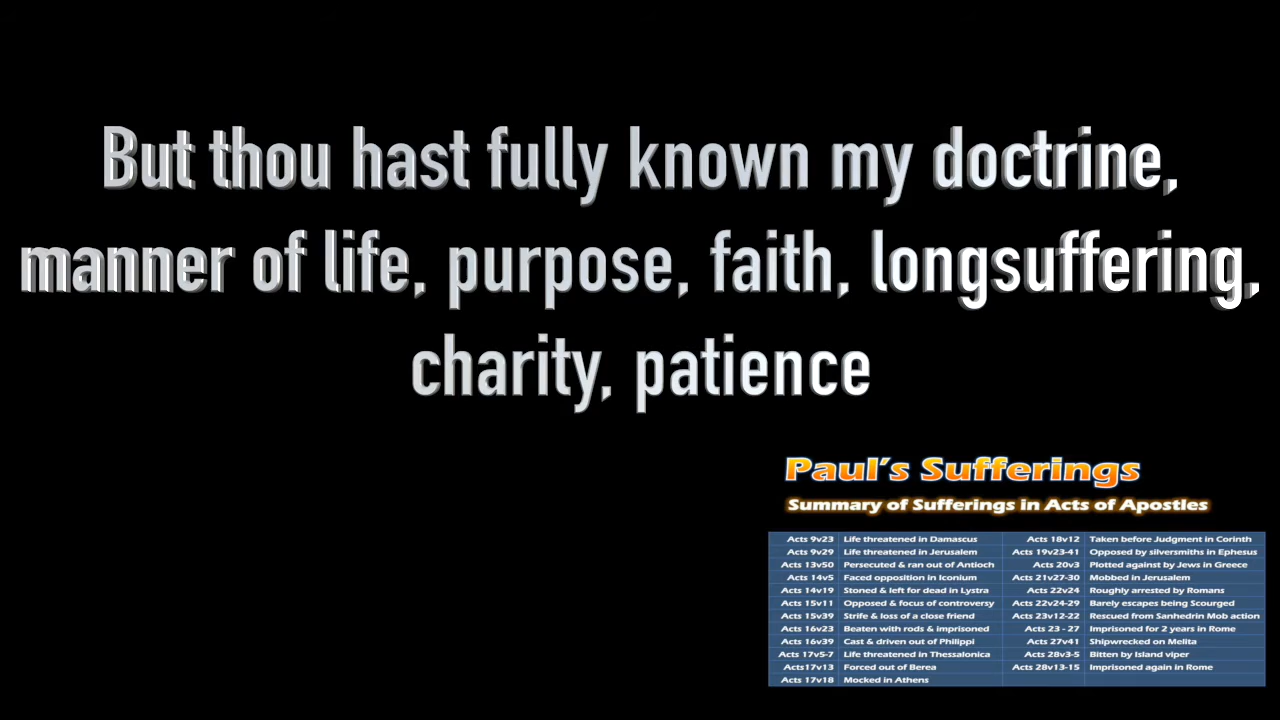 But thou hast fully known my doctrine,
manner of life, purpose, faith, longsuffering,
charity, patience
Paul's Sufferings
Summary of Sufferings in Acts of Apostles
Acts 9v23 Life threatened in Damascus Acts 18v12 Taken before Judgment in Corinth
Acts 9v29 Life threatened in Jerusalem Acts 19v23-41 Opposed by silversmiths in Ephesus
Acts 13v50 Persecuted & ran out of Antioch Acts 20v3 Plotted against by Jews in Greece
Acts 14v5 Faced opposition in Iconium Acts 21v27-30 Mobbed in Jerusalem
Acts 14v19 Stoned & left for dead in Lystra Acts 22v24 Roughly arrested by Romans
Acts 15v11 Opposed & focus of controversy Acts 22v24-29 Barely escapes being Scourged
Acts 15v39 Strife & loss of a close friend Acts 23v12-22 Rescued from Sanhedrin Mob action
Acts 16v23 Beaten with rods & imprisoned Acts 23 - 27 Imprisoned for 2 years in Rome
Acts 16v39 Cast & driven out of Philippi Acts 27v41 Shipwrecked on Melita
Acts 17v5-7 Life threatened in Thessalonica Acts 28v3-5 Bitten by Island viper
Acts17v13 Forced out of Berea Acts 28v13-15 Imprisoned again in Rome
Acts 17v18 Mocked in Athens